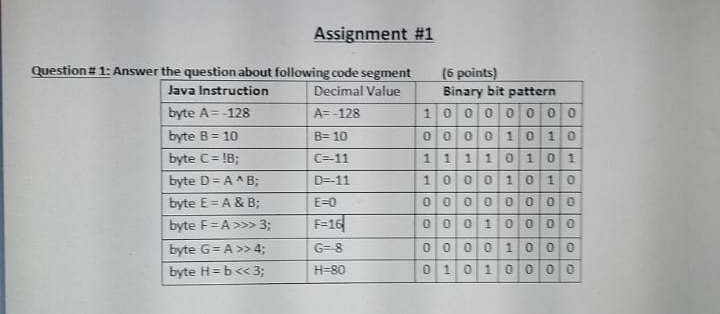 Assignment #1
Question # 1: Answer the question about following code segment (6 points)
Java Instruction Decimal Value Binary bit pattern
byte A = -128 A= -128 1 0 0 0 0 0 0 0
byte B = 10 B= 10 0 0 0 0 1 0 1 0
byte C = !B; C=-11 1 1 1 1 0 1 0 1
byte D = A ^ B; D=-11 1 0 0 0 1 0 1 0
byte E = A & B; E=0 0 0 0 0 0 0 0 0
byte F = A >>> 3; F=16 0 0 0 1 0 0 0 0
byte G = A >> 4; G=-8 0 0 0 0 1 0 0 0
byte H = b << 3; H=80 0 1 0 1 0 0 0 0